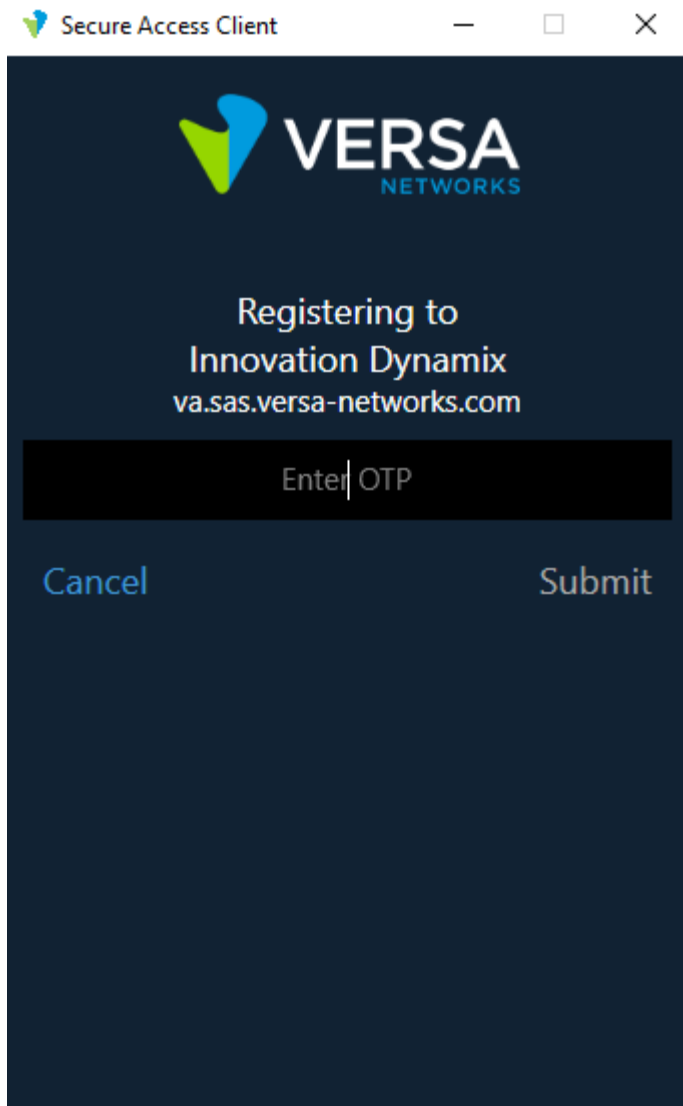 Secure Access Client
VERSA
NETWORKS
Registering to
Innovation Dynamix
va.sas.versa-networks.com
Enter OTP
Cancel Submit